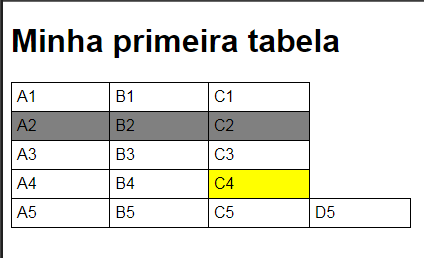 Minha primeira tabela
A1 B1 C1
A2 B2 C2
A3 B3 C3
A4 B4 C4
A5 B5 C5 D5